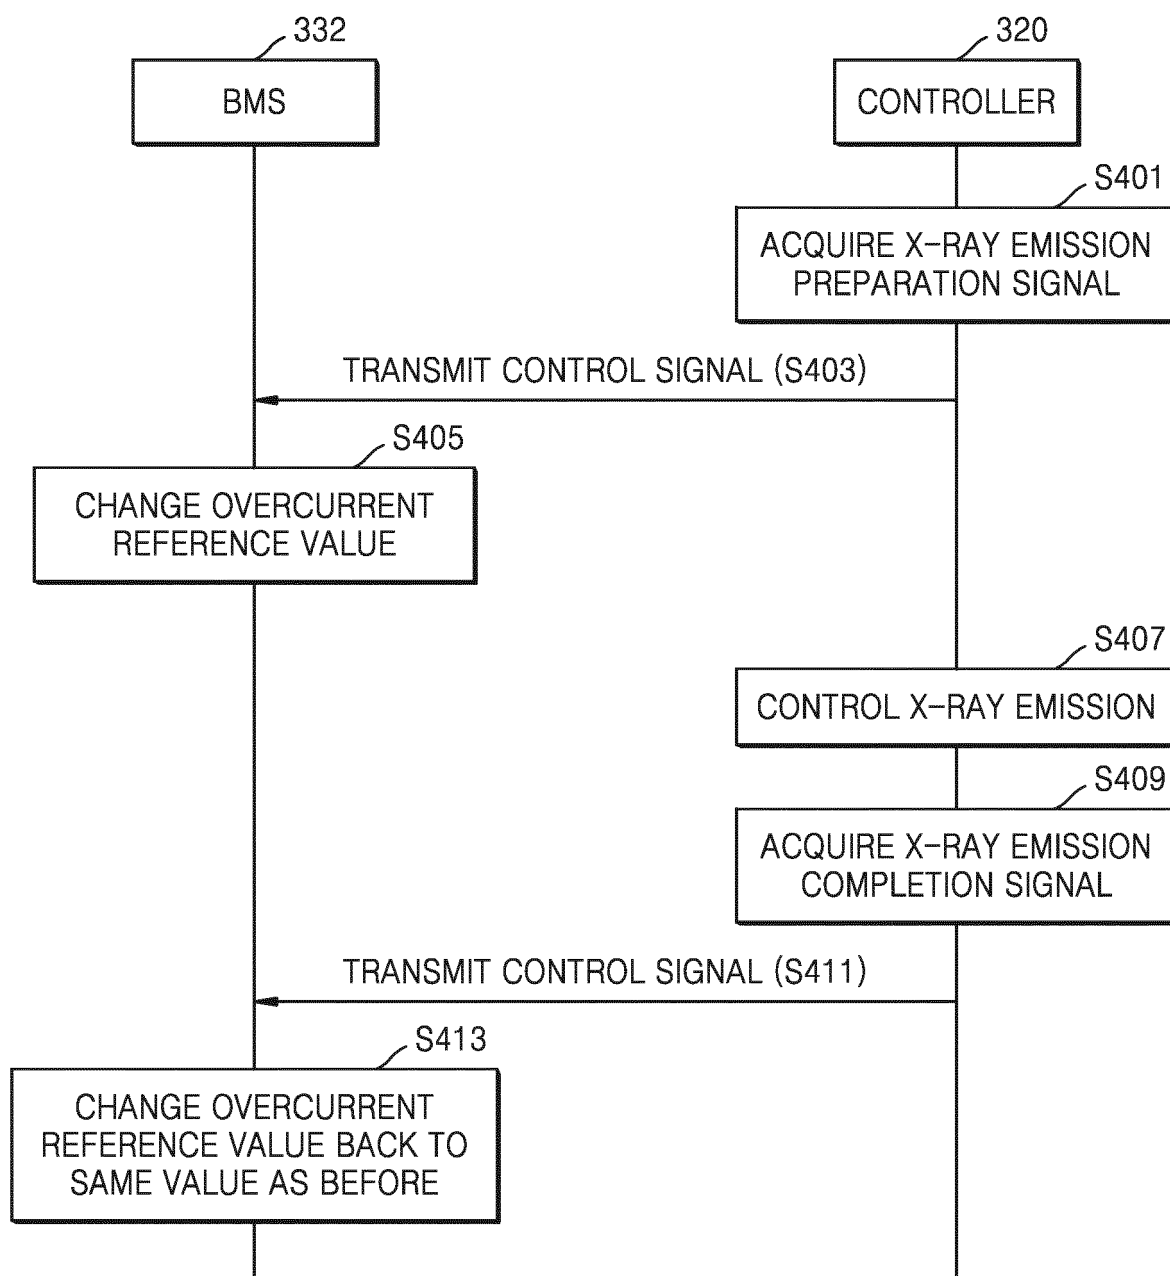 332
320
BMS
CONTROLLER
S401
ACQUIRE X-RAY EMISSION
PREPARATION SIGNAL
TRANSMIT CONTROL SIGNAL (S403)
S405
CHANGE OVERCURRENT
REFERENCE VALUE
S407
CONTROL X-RAY EMISSION
S409
ACQUIRE X-RAY EMISSION
COMPLETION SIGNAL
TRANSMIT CONTROL SIGNAL (S411)
S413
CHANGE OVERCURRENT
REFERENCE VALUE BACK TO
SAME VALUE AS BEFORE